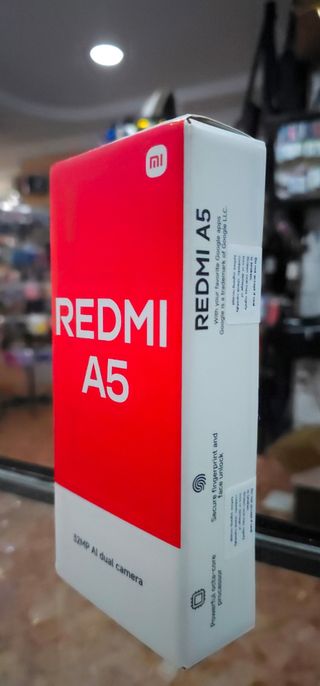 mi
REDMI
A5
32MP AI dual camera
REDMI A5
With your favorite Google apps
Google is a trademark of Google LLC.
Secure fingerprint and
face unlock
Powerful octa-core
processor